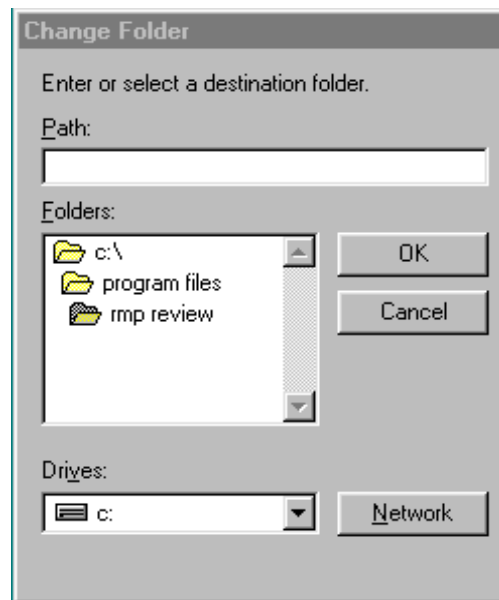 Change Folder
Enter or select a destination folder.
Path:
Folders:
c:\
program files
rmp review
OK
Cancel
Drives:
c:
Network